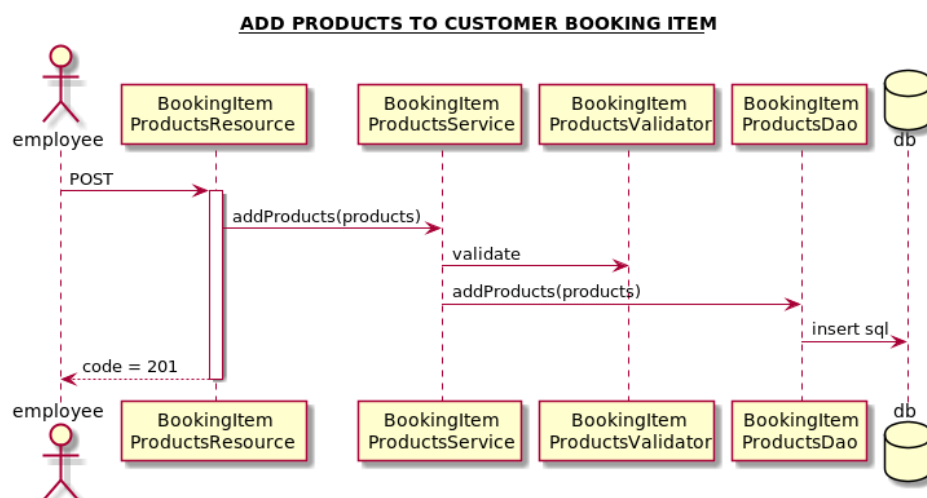 ADD PRODUCTS TO CUSTOMER BOOKING ITEM
employee
BookingItem
ProductsResource
BookingItem
ProductsService
BookingItem
ProductsValidator
BookingItem
ProductsDao
db
POST
addProducts(products)
validate
addProducts(products)
insert sql
code = 201
employee
BookingItem
ProductsResource
BookingItem
ProductsService
BookingItem
ProductsValidator
BookingItem
ProductsDao
db